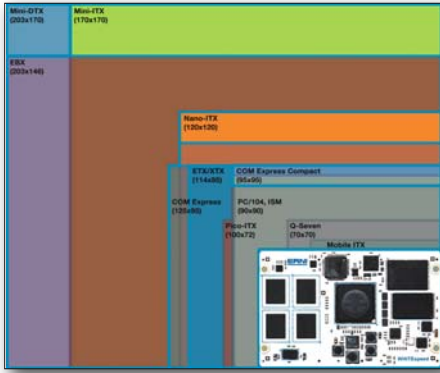 Mini-DTX
(203x170)
Mini-ITX
(170x170)
EBX
(203x146)
Nano-ITX
(120x120)
ETX/XTX
(114x95)
COM Express Compact
(95x95)
COM Express
(125x95)
PC/104, ISM
(90x90)
Pico-ITX
(100x72)
Q-Seven
(70x70)
Mobile ITX
WHITEspeed